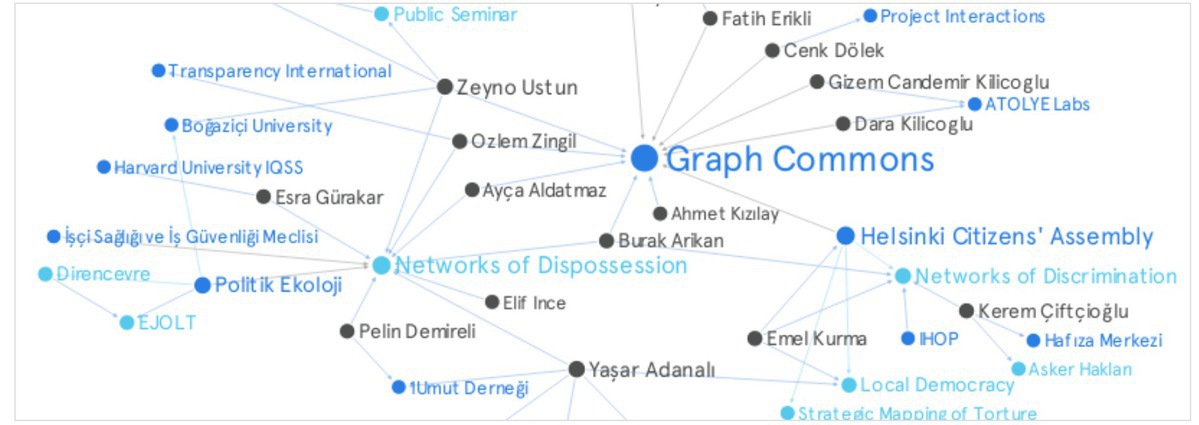 Public Seminar
Fatih Erikli
Project Interactions
Cenk Dölek
Transparency International
Zeyno Ustun
Gizem Candemir Kilicoglu
ATOLYE Labs
Boğaziçi University
Ozlem Zingil
Dara Kilicoglu
Graph Commons
Harvard University IQSS
Esra Gürakar
Ayça Aldatmaz
Ahmet Kızılay
İşçi Sağlığı ve İş Güvenliği Meclisi
Burak Arikan
Helsinki Citizens' Assembly
Direncevre
Networks of Dispossession
Networks of Discrimination
Politik Ekoloji
Elif Ince
Kerem Çiftçioğlu
EJOLT
Pelin Demireli
Emel Kurma
IHOP
Hafıza Merkezi
Yaşar Adanalı
Asker Hakları
1Umut Derneği
Local Democracy
Strategic Mapping of Torture